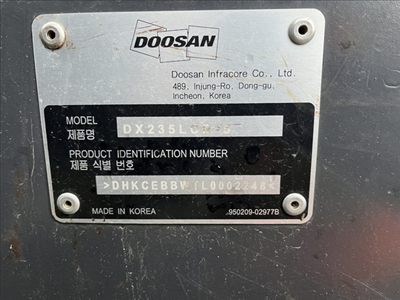 DOOSAN
Doosan Infracore Co., Ltd.
489, Injung-Ro. Dong-gu.
Incheon, Korea
MODEL
제품명
PRODUCT IDENTIFICATION NUMBER
제품 식별 번호
MADE IN KOREA
950209-02977B